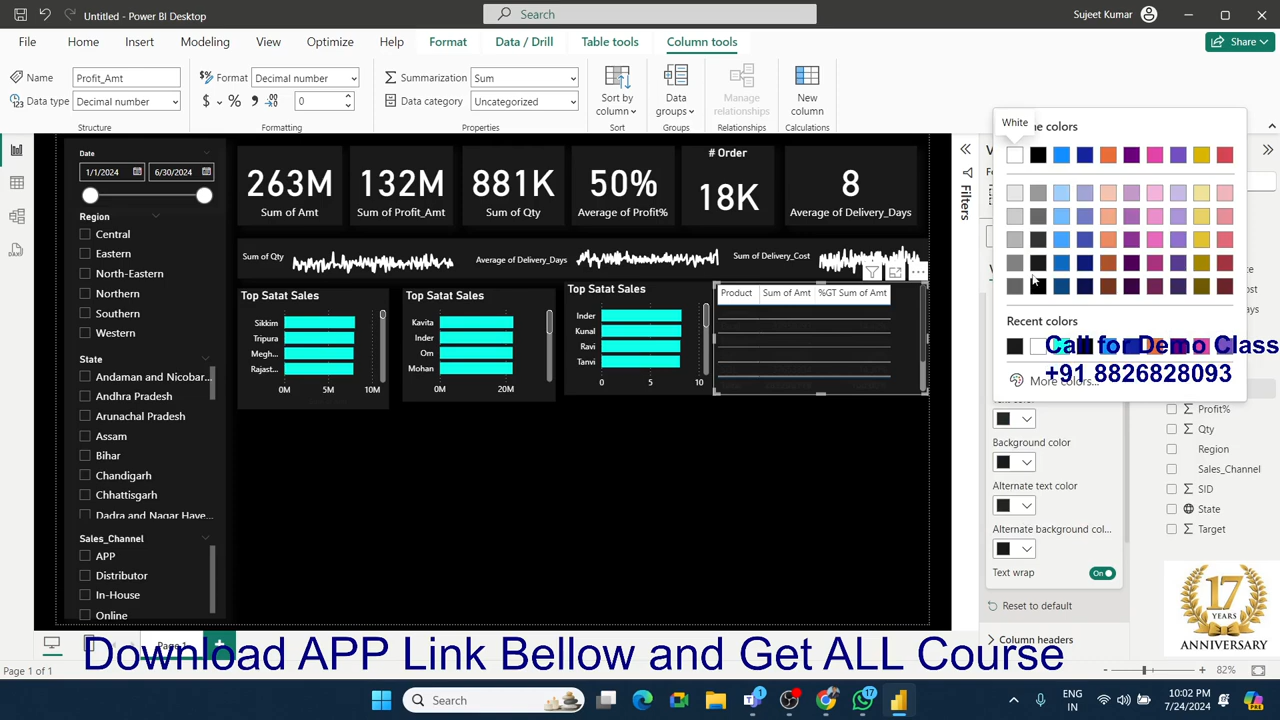 Untitled - Power BI Desktop
Search
Sujeet Kumar
File Home Insert Modeling View Optimize Help Format Data / Drill Table tools Column tools
Share
Name Profit_Amt
Format Decimal number
Summarization Sum
Data type Decimal number
$ % 0
Data category Uncategorized
Sort by column
Data groups
Manage relationships
New column
Structure Formatting Properties Sort Groups Relationships Calculations
White
colors
Date
1/1/2024 6/30/2024
263M
Sum of Amt
132M
Sum of Profit_Amt
881K
Sum of Qty
50%
Average of Profit%
# Order
18K
8
Average of Delivery_Days
Filters
Region
Central
Eastern
North-Eastern
Northern
Southern
Western
State
Andaman and Nicobar...
Andhra Pradesh
Arunachal Pradesh
Assam
Bihar
Chandigarh
Chhattisgarh
Dadra and Nagar Have...
Sales_Channel
APP
Distributor
In-House
Online
Sum of Qty
Average of Delivery_Days
Sum of Delivery_Cost
Top Satat Sales
Sikkim
Tripura
Megh...
Rajast...
0M 5M 10M
Top Satat Sales
Kavita
Inder
Om
Mohan
0M 20M
Top Satat Sales
Inder
Kunal
Ravi
Tanvi
0 5 10
Product Sum of Amt %GT Sum of Amt
Recent colors
More colors...
Call for Demo Class
+91 8826828093
Background color
Alternate text color
Alternate background col...
Text wrap On
Reset to default
Column headers
Profit%
Qty
Region
Sales_Channel
SID
State
Target
17
YEARS
ANNIVERSARY
Page 1
Download APP Link Bellow and Get ALL Course
Page 1 of 1
82%
Search
17
ENG
IN
10:02 PM
7/24/2024